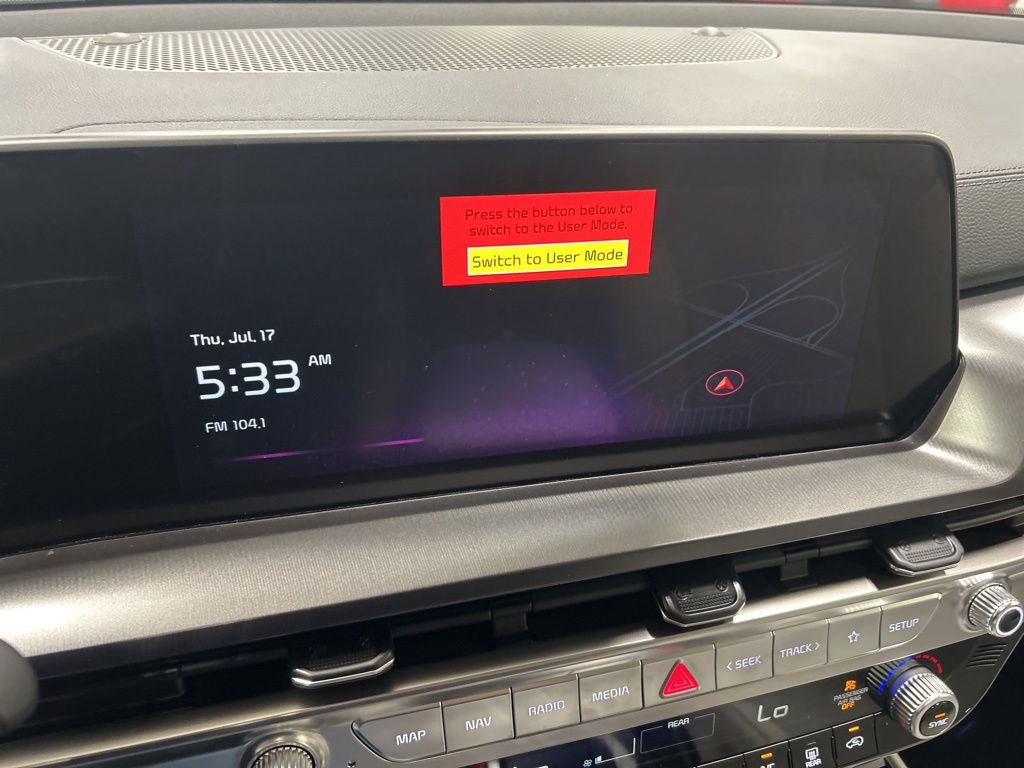 Press the button below to
switch to the User Mode.
Switch to User Mode
Thu, Jul. 17
5:33 AM
FM 104.1
MAP
NAV
RADIO
MEDIA
< SEEK
TRACK >
SETUP
REAR
Lo
PASSENGER
AIR BAG
OFF
SYNC
REAR